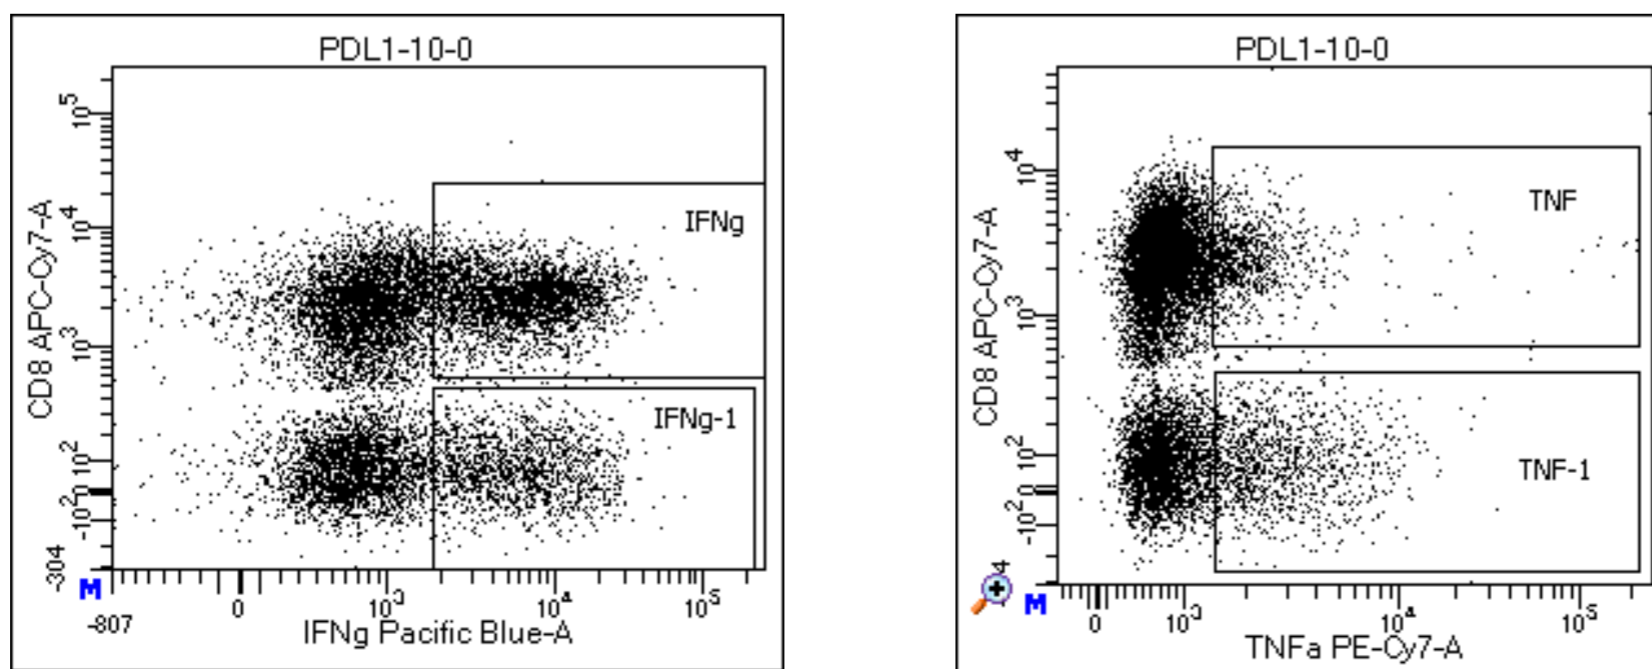 PDL1-10-0
10^5
10^4
10^3
10^2
0
-10^2
-304
CD8 APC-Cy7-A
IFNg
IFNg-1
M
-807
0
10^3
10^4
10^5
IFNg Pacific Blue-A
PDL1-10-0
10^4
10^3
10^2
0
-10^2
4
CD8 APC-Cy7-A
TNF
TNF-1
M
0
10^3
10^4
10^5
TNFa PE-Cy7-A